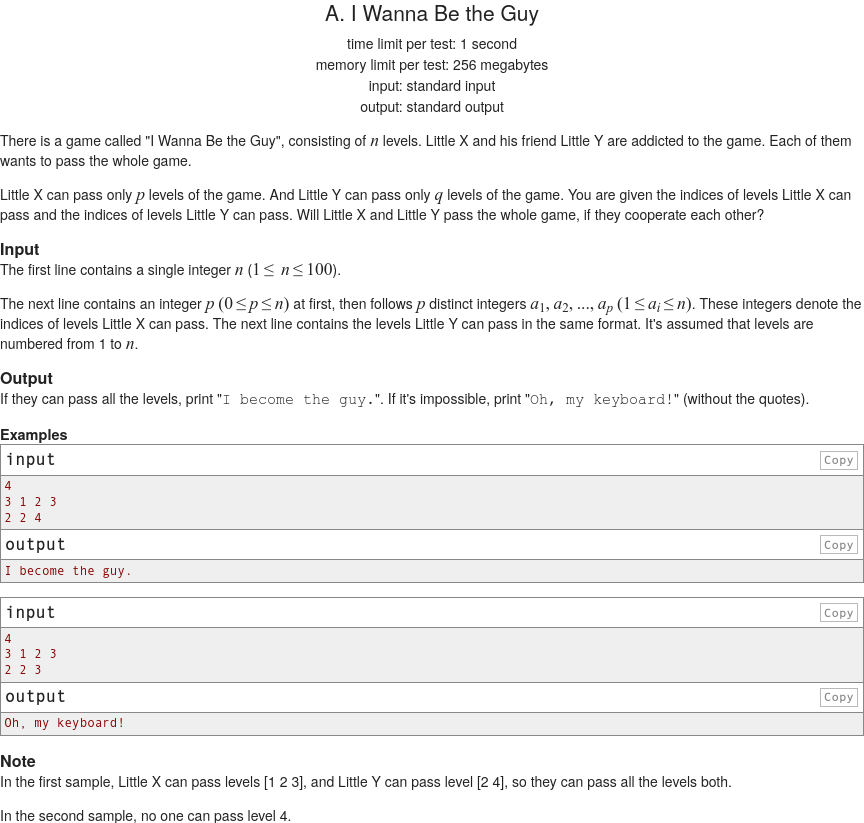 A. I Wanna Be the Guy
time limit per test: 1 second
memory limit per test: 256 megabytes
input: standard input
output: standard output
There is a game called "I Wanna Be the Guy", consisting of n levels. Little X and his friend Little Y are addicted to the game. Each of them
wants to pass the whole game.
Little X can pass only p levels of the game. And Little Y can pass only q levels of the game. You are given the indices of levels Little X can
pass and the indices of levels Little Y can pass. Will Little X and Little Y pass the whole game, if they cooperate each other?
Input
The first line contains a single integer n (1 ≤ n ≤ 100).
The next line contains an integer p (0 ≤ p ≤ n) at first, then follows p distinct integers a₁, a₂, ..., aₚ (1 ≤ aᵢ ≤ n). These integers denote the
indices of levels Little X can pass. The next line contains the levels Little Y can pass in the same format. It's assumed that levels are
numbered from 1 to n.
Output
If they can pass all the levels, print "I become the guy.". If it's impossible, print "Oh, my keyboard!" (without the quotes).
Examples
input Copy
4
3 1 2 3
2 2 4
output Copy
I become the guy.
input Copy
4
3 1 2 3
2 2 3
output Copy
Oh, my keyboard!
Note
In the first sample, Little X can pass levels [1 2 3], and Little Y can pass level [2 4], so they can pass all the levels both.
In the second sample, no one can pass level 4.